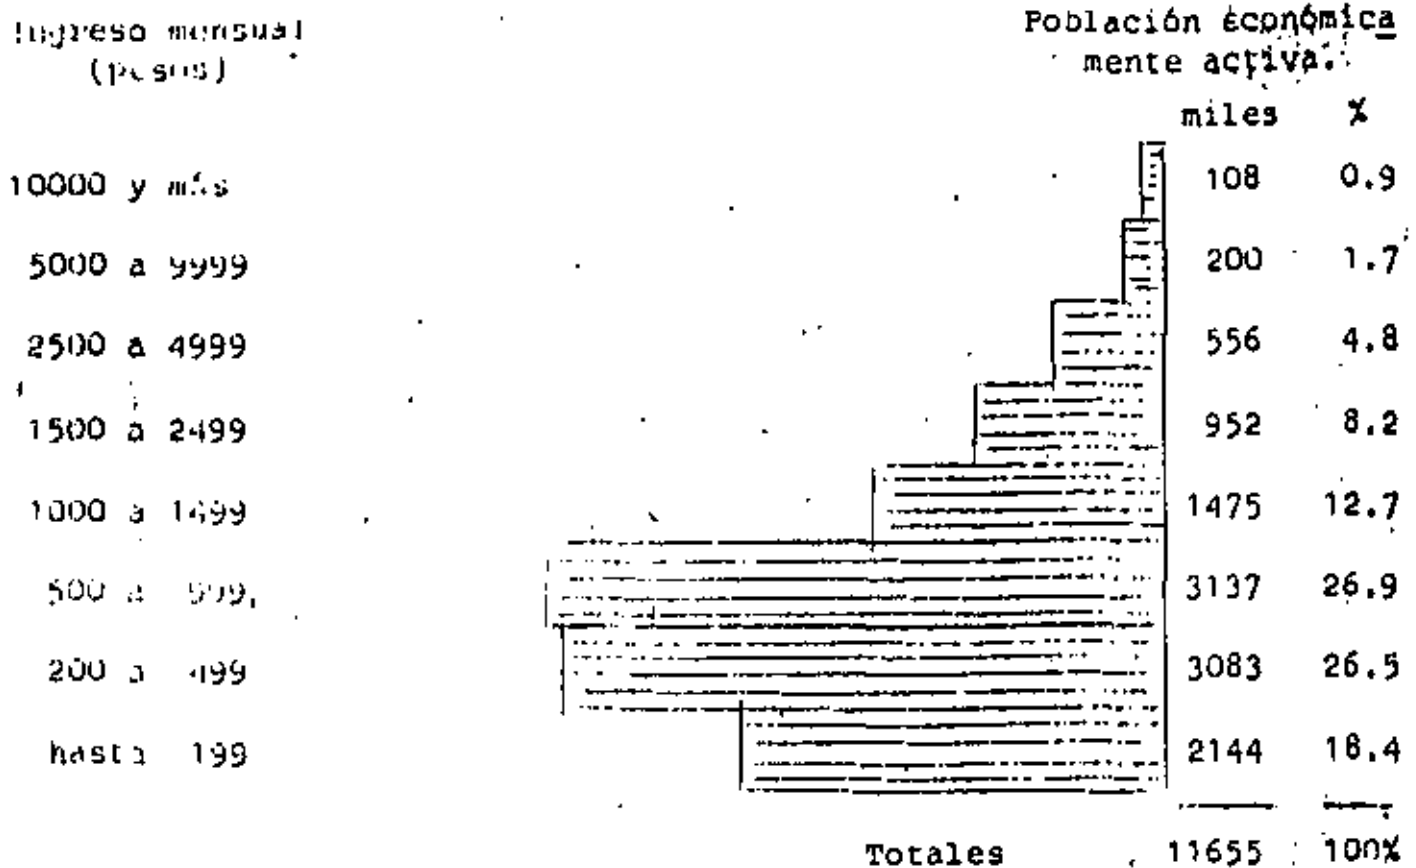 Ingreso mensual
(pesos)
Población económica
mente activa.
miles %
10000 y más 108 0.9
5000 a 9999 200 1.7
2500 a 4999 556 4.8
1500 a 2499 952 8.2
1000 a 1499 1475 12.7
500 a 999 3137 26.9
200 a 499 3083 26.5
hasta 199 2144 18.4
Totales 11655 100%